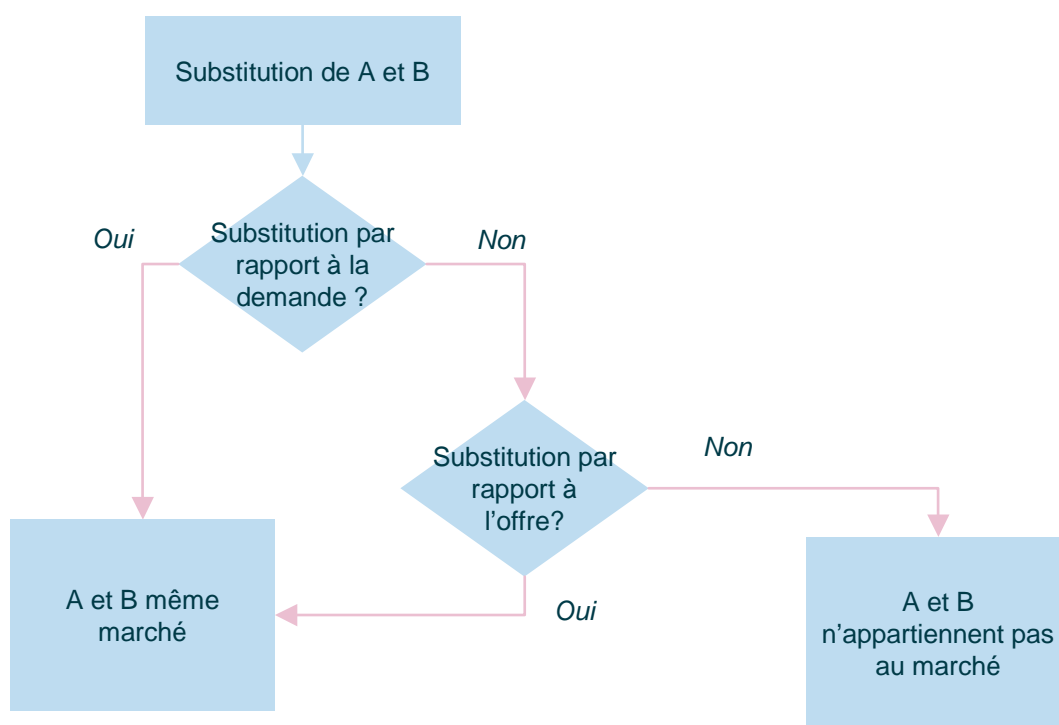 Substitution de A et B
Oui
Substitution par
rapport à la
demande ?
Non
Substitution par
rapport à
l’offre?
Non
Oui
A et B même
marché
A et B
n’appartiennent pas
au marché